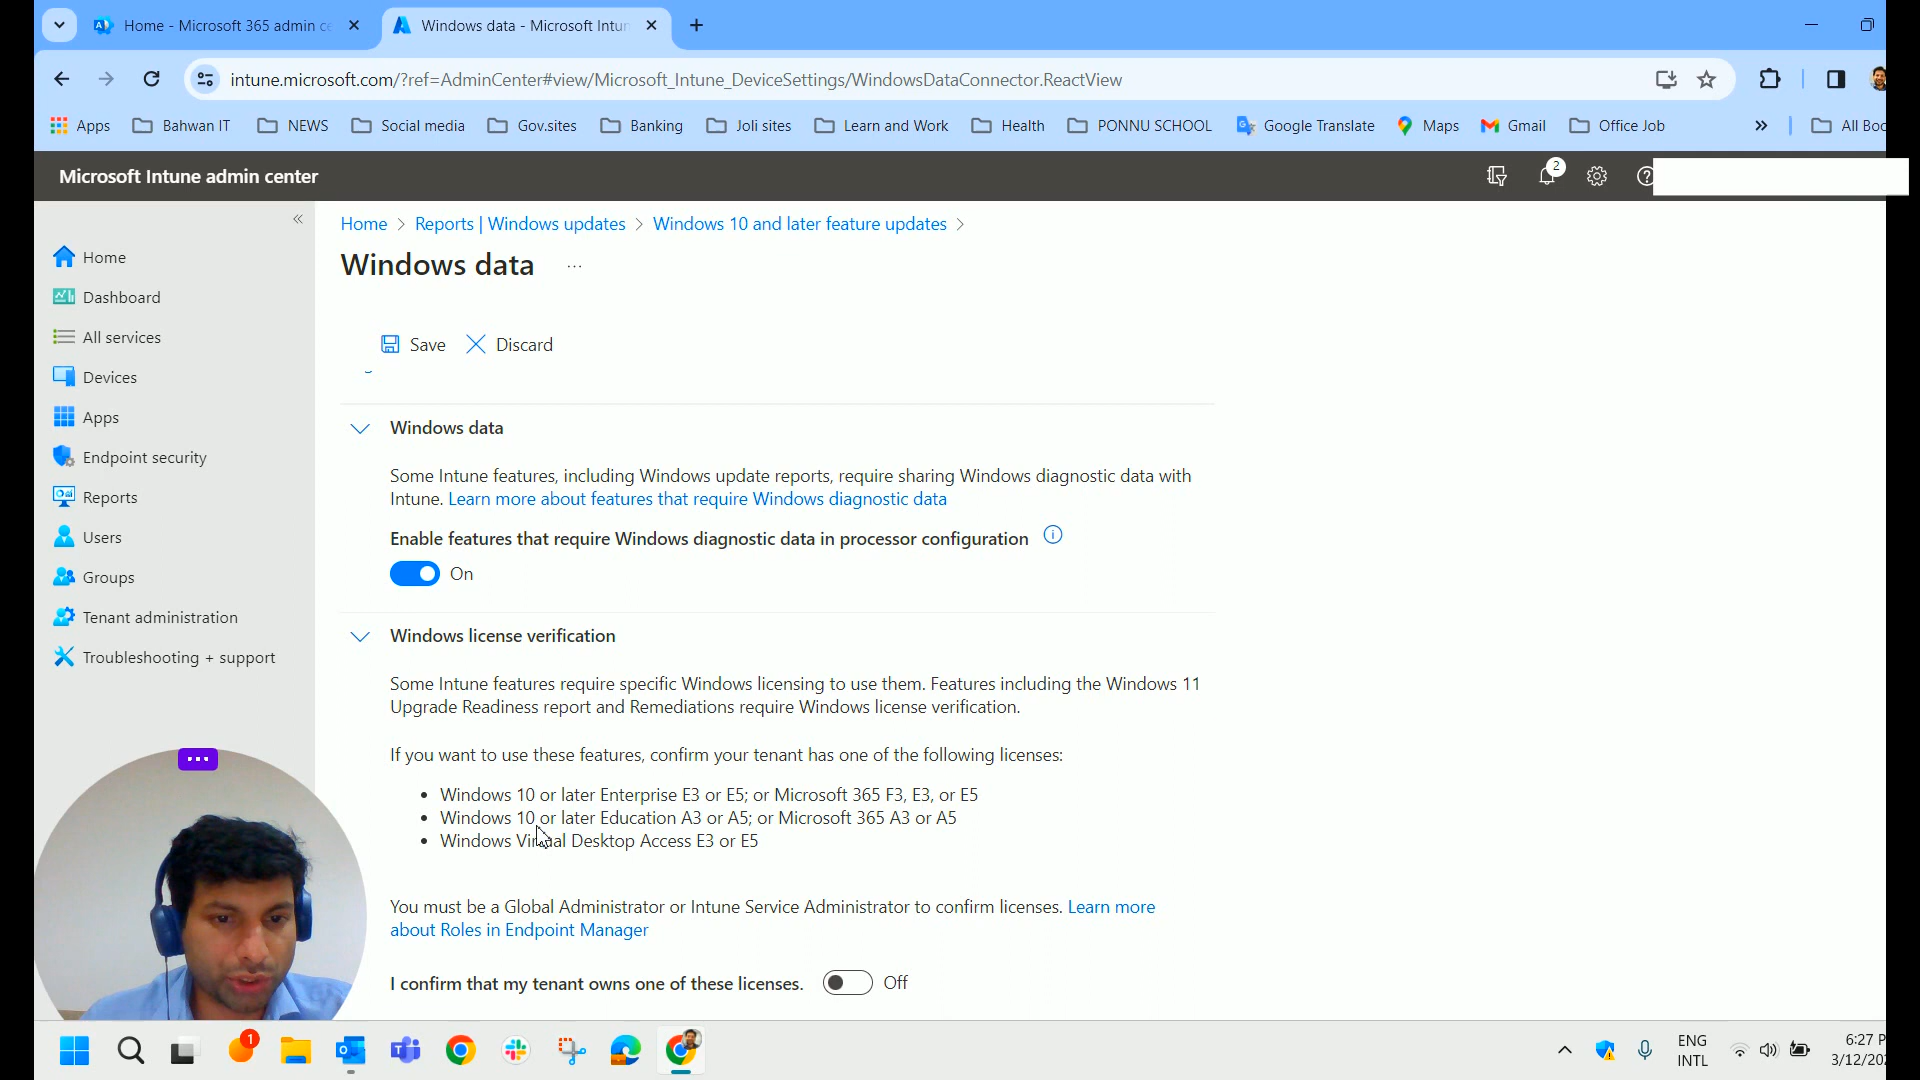 Home - Microsoft 365 admin ce
Windows data - Microsoft Intun
intune.microsoft.com/?ref=AdminCenter#view/Microsoft_Intune_DeviceSettings/WindowsDataConnector.ReactView
Apps
Bahwan IT
NEWS
Social media
Gov.sites
Banking
Joli sites
Learn and Work
Health
PONNU SCHOOL
Google Translate
Maps
Gmail
Office Job
»
All Boo
Microsoft Intune admin center
2
«
Home
Dashboard
All services
Devices
Apps
Endpoint security
Reports
Users
Groups
Tenant administration
Troubleshooting + support
Home > Reports | Windows updates > Windows 10 and later feature updates >
Windows data ...
Save
Discard
Windows data
Some Intune features, including Windows update reports, require sharing Windows diagnostic data with
Intune. Learn more about features that require Windows diagnostic data
Enable features that require Windows diagnostic data in processor configuration
On
Windows license verification
Some Intune features require specific Windows licensing to use them. Features including the Windows 11
Upgrade Readiness report and Remediations require Windows license verification.
If you want to use these features, confirm your tenant has one of the following licenses:
• Windows 10 or later Enterprise E3 or E5; or Microsoft 365 F3, E3, or E5
• Windows 10 or later Education A3 or A5; or Microsoft 365 A3 or A5
• Windows Virtual Desktop Access E3 or E5
You must be a Global Administrator or Intune Service Administrator to confirm licenses. Learn more
about Roles in Endpoint Manager
I confirm that my tenant owns one of these licenses.
Off
1
ENG
INTL
6:27 P
3/12/202